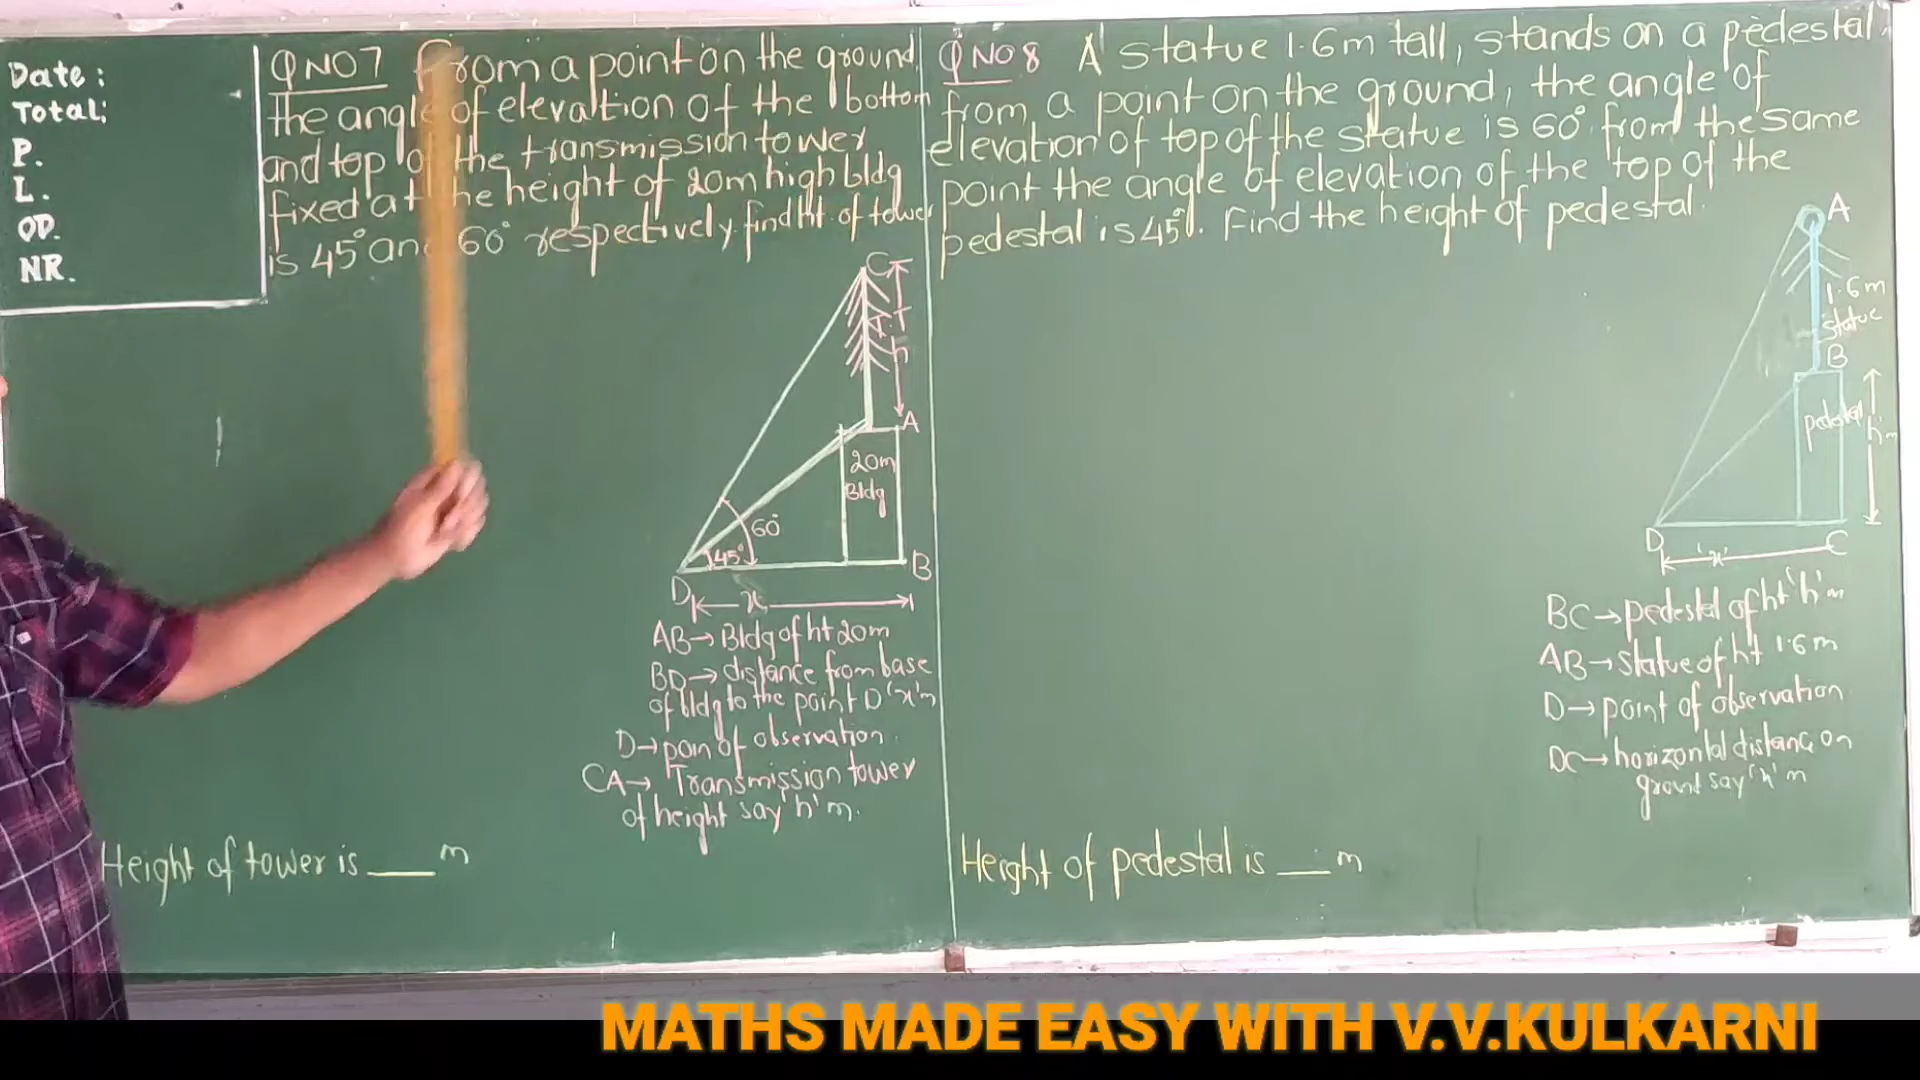 Date:
Total:
P.
L.
OD.
NR.
Q NO 7 From a point on the ground,
the angle of elevation of the bottom
and top of the transmission tower
fixed at the height of 20m high bldg
is 45° and 60° respectively. find ht of tower
C
T.T
h
A
20m
Bldg
60°
45°
B
D
x
AB→Bldg of ht 20m
BD→distance from base
of bldg to the point D 'x'm
D→poin of observation.
CA→ Transmission tower
of height say 'h' m.
Height of tower is ___ m
Q NO 8 A statue 1.6m tall, stands on a pedestal,
from a point on the ground, the angle of
elevation of top of the statue is 60° from the same
point the angle of elevation of the top of the
pedestal is 45°. Find the height of pedestal.
A
1.6m
statue
B
pedestal
'h'm
D
C
'x'
BC→pedestal of ht 'h'm
AB→statue of ht 1.6m
D→point of observation
DC→horizontal distance on
ground say 'x' m
Height of pedestal is ___ m
MATHS MADE EASY WITH V.V.KULKARNI